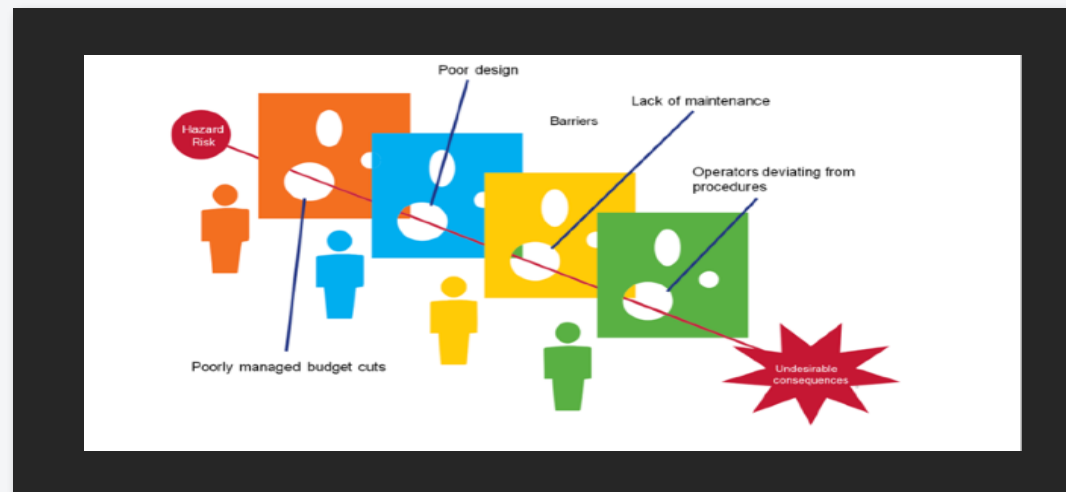 Poor design
Lack of maintenance
Barriers
Hazard
Risk
Operators deviating from
procedures
Poorly managed budget cuts
Undesirable
consequences